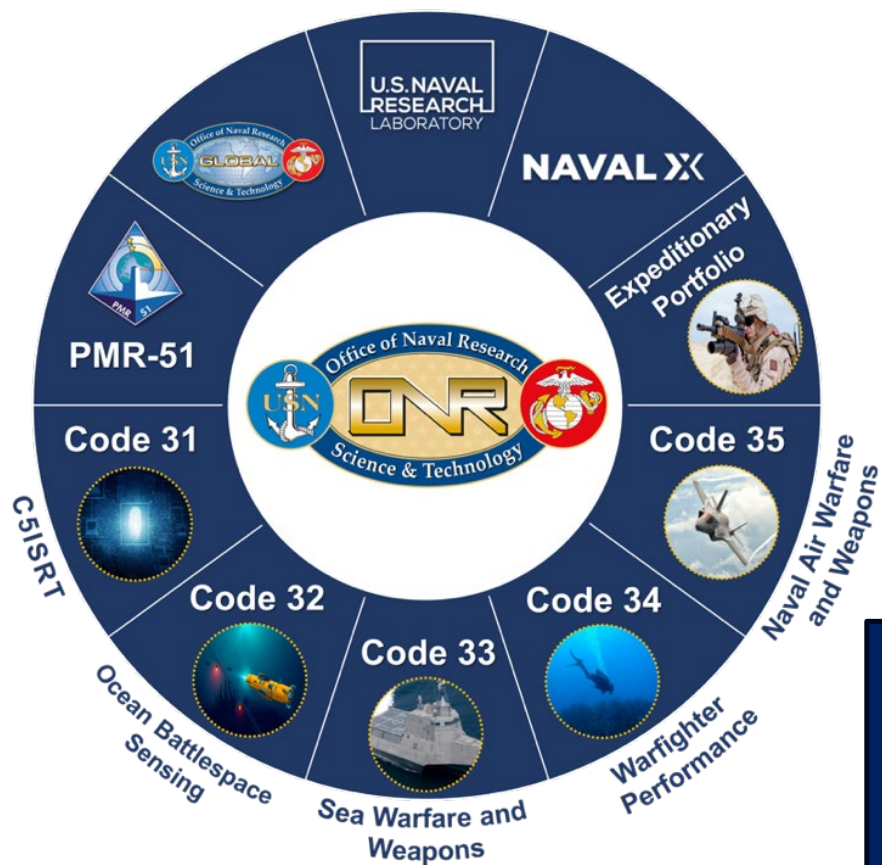 U.S. NAVAL
RESEARCH
LABORATORY
NAVAL X
Expeditionary
Portfolio
Code 35
Naval Air Warfare
and Weapons
Code 34
Warfighter
Performance
Code 33
Sea Warfare and
Weapons
Code 32
Ocean Battlespace
Sensing
Code 31
C5ISRT
PMR-51
PMR 51
Office of Naval Research
USN
GLOBAL
Science & Technology
Office of Naval Research
USN
ONR
Science & Technology